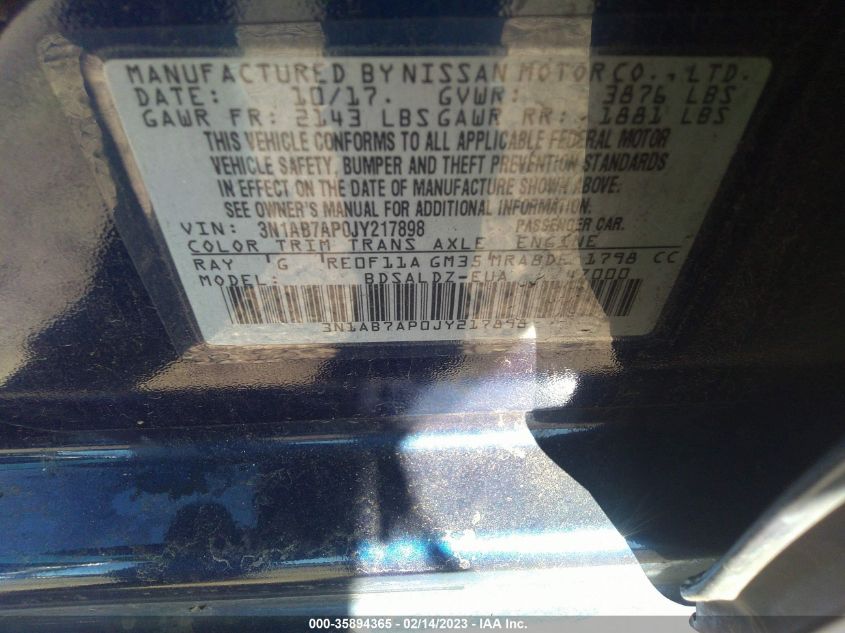 MANUFACTURED BY NISSAN MOTOR CO., LTD.
DATE: 10/17. GVWR: 3876 LBS
GAWR FR: 2143 LBS GAWR RR: 1881 LBS
THIS VEHICLE CONFORMS TO ALL APPLICABLE FEDERAL MOTOR
VEHICLE SAFETY, BUMPER AND THEFT PREVENTION STANDARDS
IN EFFECT ON THE DATE OF MANUFACTURE SHOWN ABOVE.
SEE OWNER'S MANUAL FOR ADDITIONAL INFORMATION.
VIN: 3N1AB7AP0JY217898 PASSENGER CAR.
COLOR TRIM TRANS AXLE ENGINE
RAY G RE0F11A GM35 MRA8DE 1798 CC
MODEL: BDSALDZ-EUA 47000
3N1AB7AP0JY217898
000-35894365 - 02/14/2023 - IAA Inc.